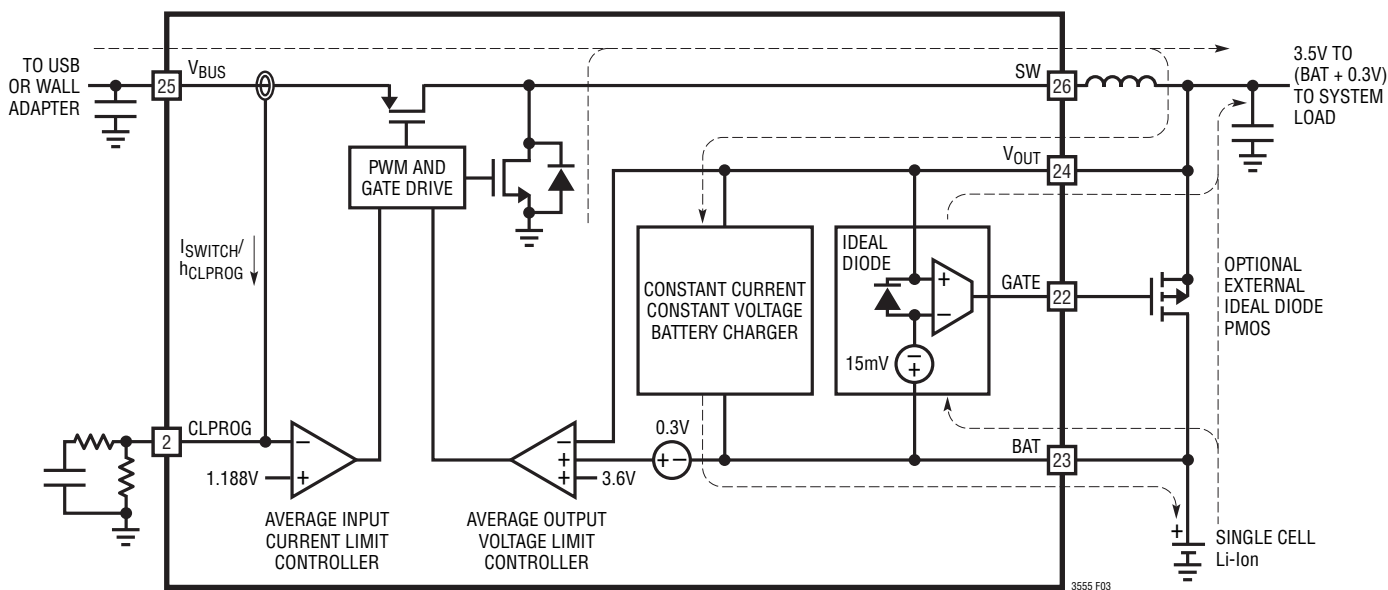 TO USB
OR WALL
ADAPTER
25
VBUS
SW
26
3.5V TO
(BAT + 0.3V)
TO SYSTEM
LOAD
PWM AND
GATE DRIVE
VOUT
24
ISWITCH/
hCLPROG
CONSTANT CURRENT
CONSTANT VOLTAGE
BATTERY CHARGER
IDEAL
DIODE
+
−
15mV
−
+
GATE
22
OPTIONAL
EXTERNAL
IDEAL DIODE
PMOS
2
CLPROG
−
1.188V
+
AVERAGE INPUT
CURRENT LIMIT
CONTROLLER
−
+
+
3.6V
AVERAGE OUTPUT
VOLTAGE LIMIT
CONTROLLER
0.3V
+ −
BAT
23
+
SINGLE CELL
Li-Ion
3555 F03